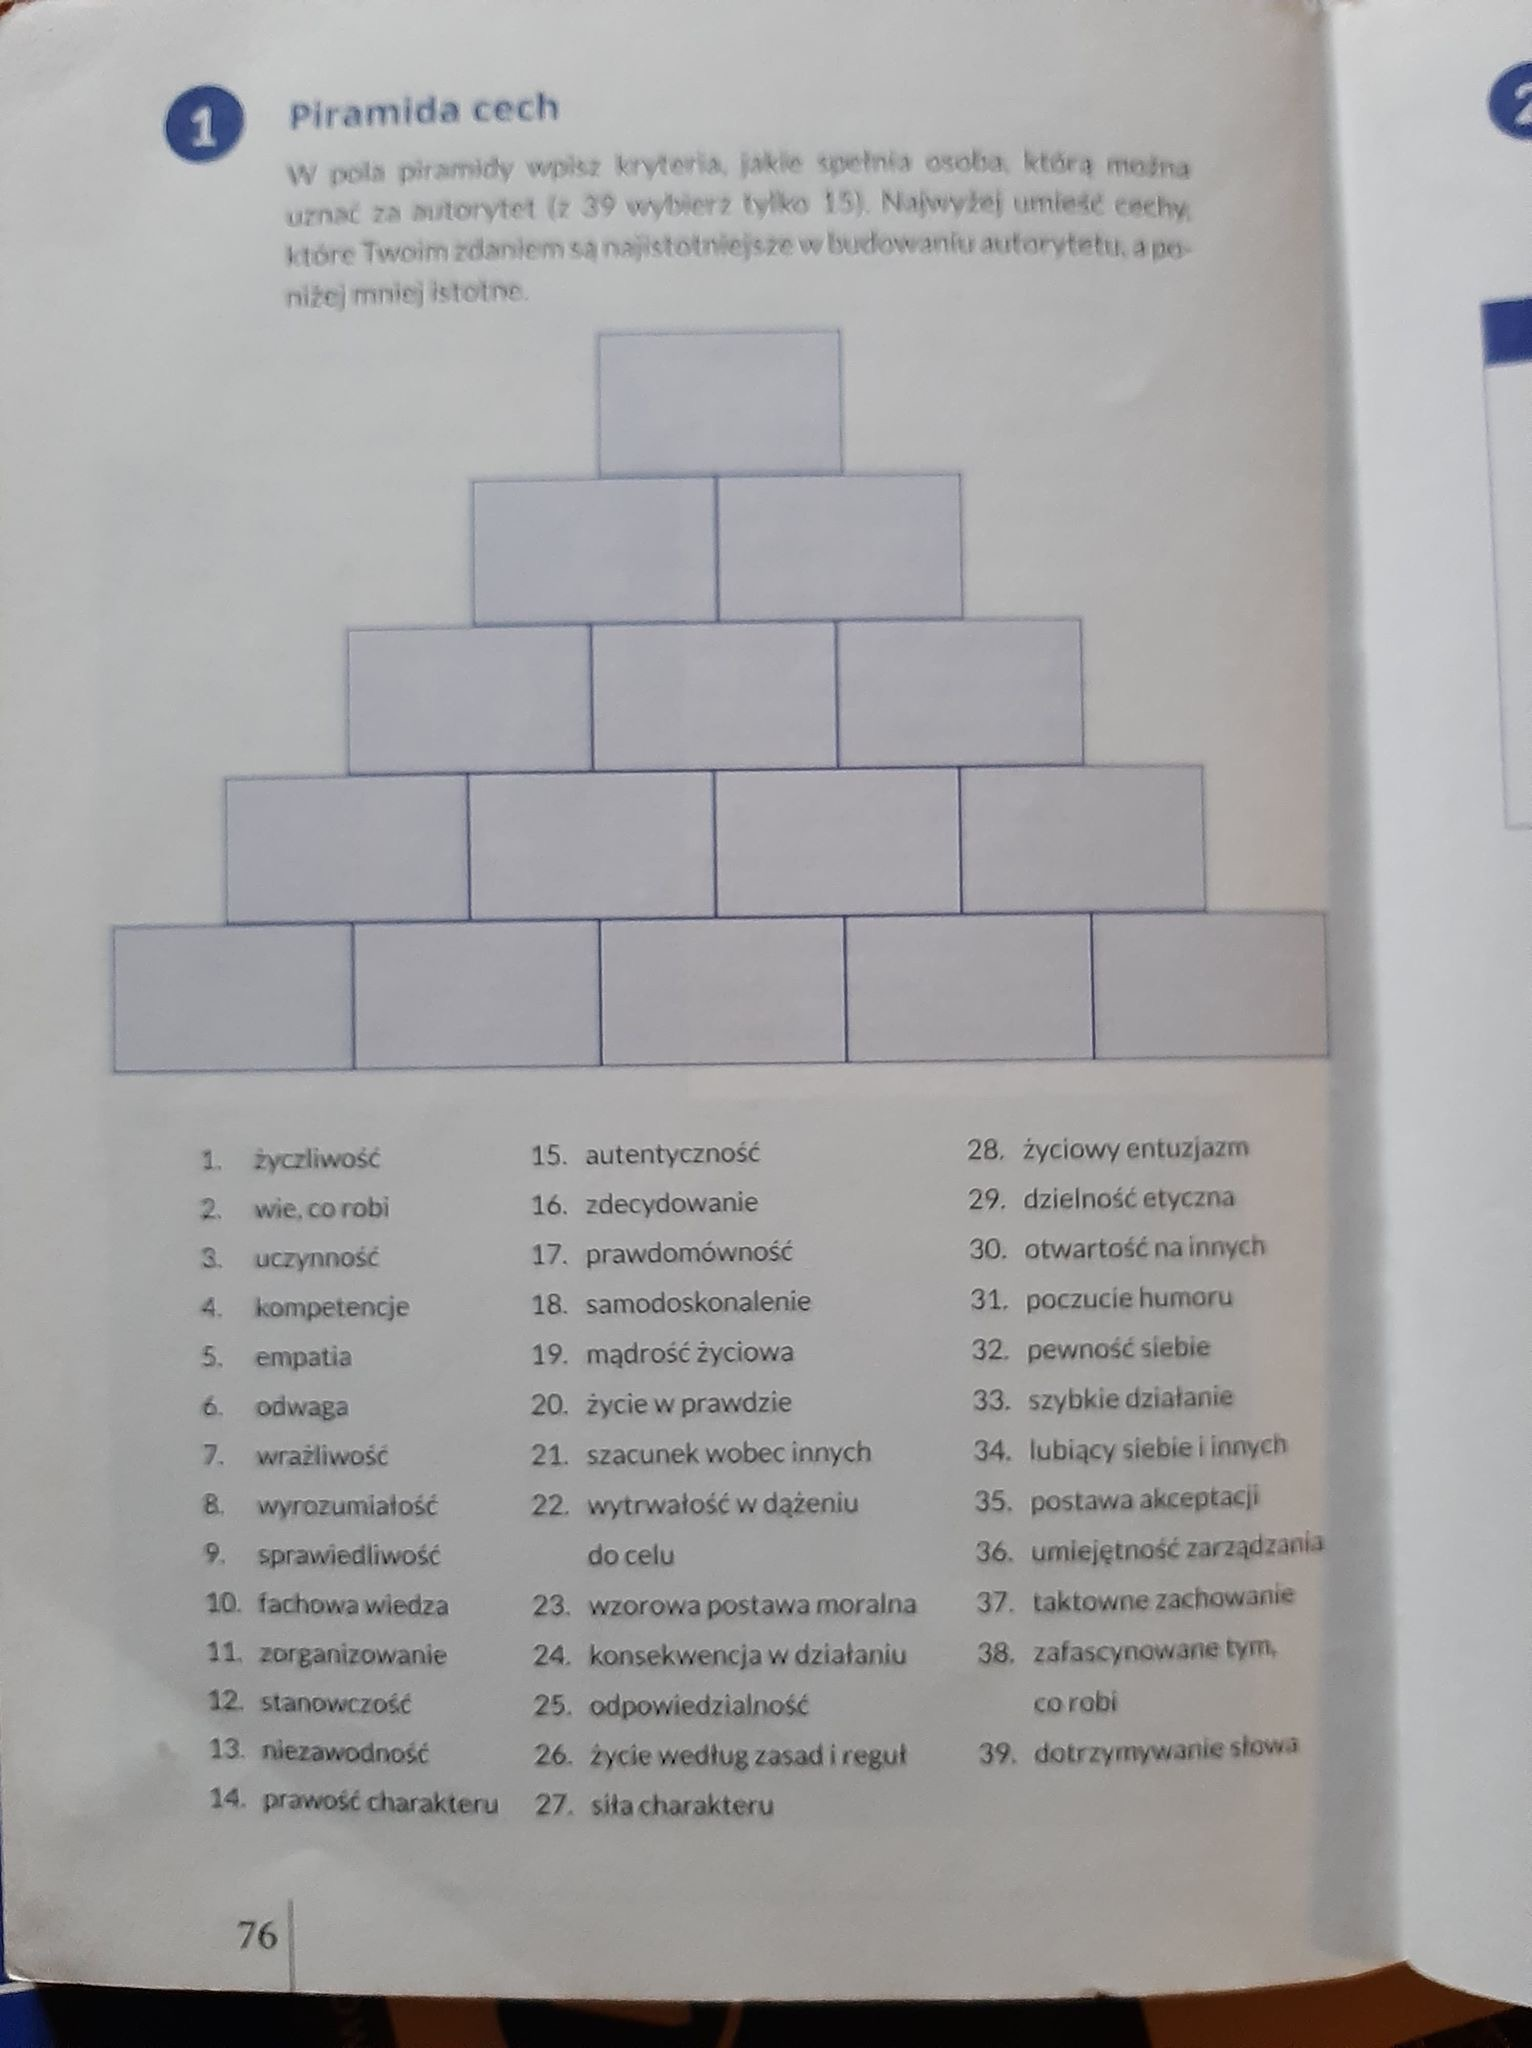 1
Piramida cech
2
W pola piramidy wpisz kryteria, jakie spełnia osoba, którą można
uznać za autorytet (z 39 wybierz tylko 15). Najwyżej umieść cechy,
które Twoim zdaniem są najistotniejsze w budowaniu autorytetu, a po-
niżej mniej istotne.
1. życzliwość
2. wie, co robi
3. uczynność
4. kompetencje
5. empatia
6. odwaga
7. wrażliwość
8. wyrozumiałość
9. sprawiedliwość
10. fachowa wiedza
11. zorganizowanie
12. stanowczość
13. niezawodność
14. prawość charakteru
15. autentyczność
16. zdecydowanie
17. prawdomówność
18. samodoskonalenie
19. mądrość życiowa
20. życie w prawdzie
21. szacunek wobec innych
22. wytrwałość w dążeniu
do celu
23. wzorowa postawa moralna
24. konsekwencja w działaniu
25. odpowiedzialność
26. życie według zasad i reguł
27. siła charakteru
28. życiowy entuzjazm
29. dzielność etyczna
30. otwartość na innych
31. poczucie humoru
32. pewność siebie
33. szybkie działanie
34. lubiący siebie i innych
35. postawa akceptacji
36. umiejętność zarządzania
37. taktowne zachowanie
38. zafascynowane tym,
co robi
39. dotrzymywanie słowa
76